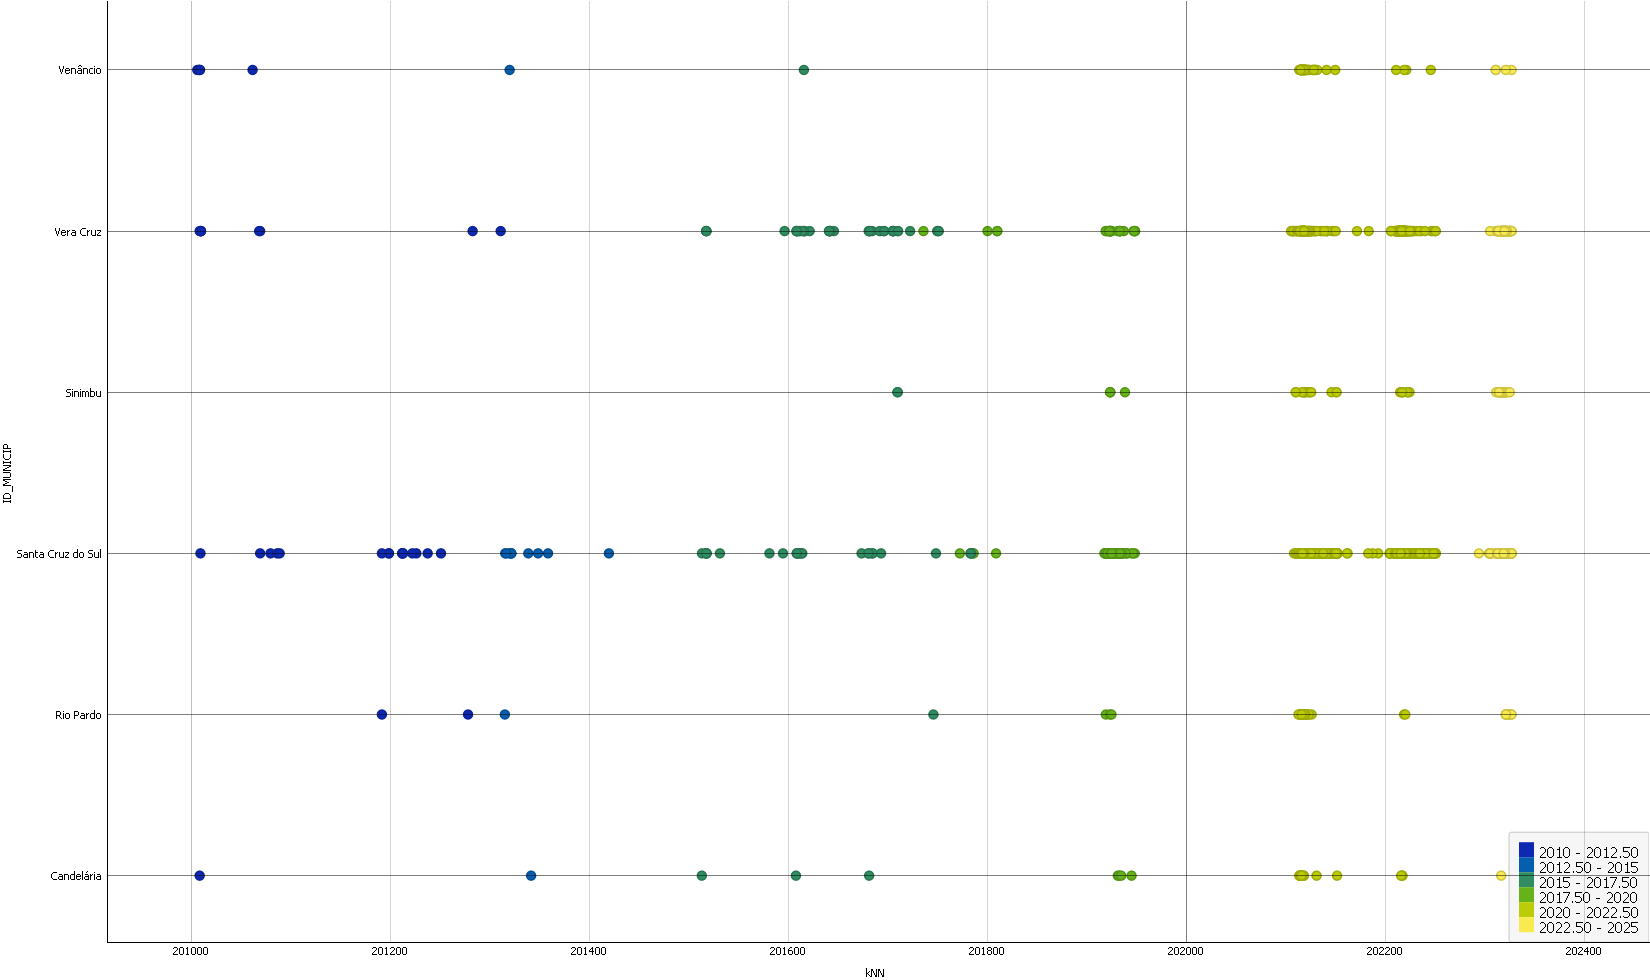 Venâncio
Vera Cruz
Sinimbu
ID_MUNICIP
Santa Cruz do Sul
Rio Pardo
Candelária
2010 - 2012.50
2012.50 - 2015
2015 - 2017.50
2017.50 - 2020
2020 - 2022.50
2022.50 - 2025
201000 201200 201400 201600 201800 202000 202200 202400
kNN